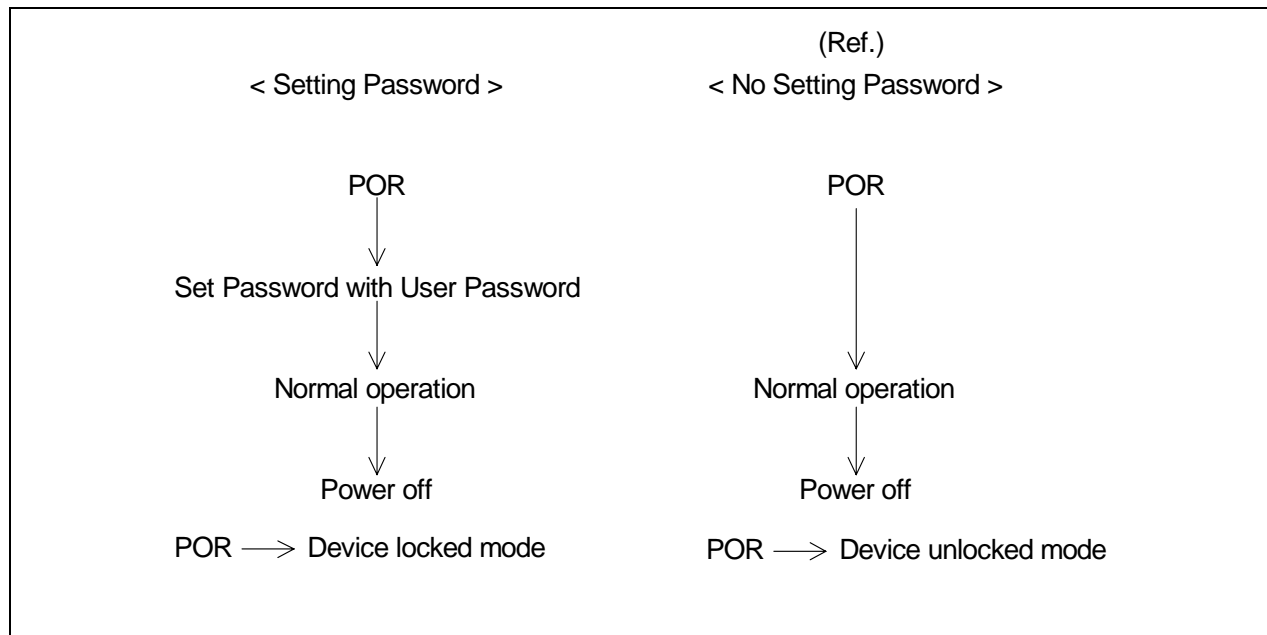 (Ref.)
< Setting Password >
< No Setting Password >
POR
POR
Set Password with User Password
Normal operation
Normal operation
Power off
Power off
POR
Device locked mode
POR
Device unlocked mode